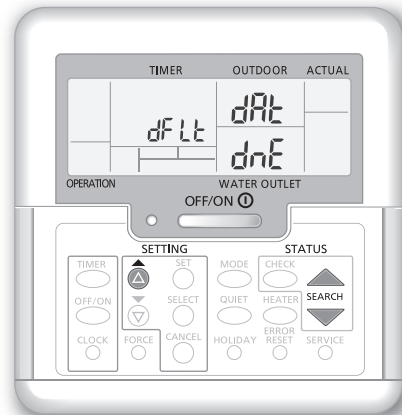 TIMER OUTDOOR ACTUAL
dAt
dFLt
dnE
OPERATION WATER OUTLET
OFF/ON
SETTING STATUS
TIMER SET MODE CHECK
OFF/ON SELECT QUIET HEATER SEARCH
CLOCK FORCE CANCEL HOLIDAY ERROR RESET SERVICE